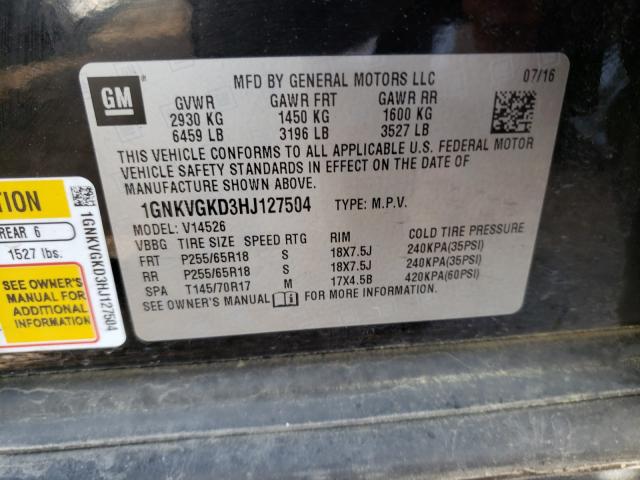 GM
MFD BY GENERAL MOTORS LLC 07/16
GVWR GAWR FRT GAWR RR
2930 KG 1450 KG 1600 KG
6459 LB 3196 LB 3527 LB
THIS VEHICLE CONFORMS TO ALL APPLICABLE U.S. FEDERAL MOTOR
VEHICLE SAFETY STANDARDS IN EFFECT ON THE DATE OF
MANUFACTURE SHOWN ABOVE.
1GNKVGKD3HJ127504 TYPE: M.P.V.
MODEL: V14526
VBBG TIRE SIZE SPEED RTG RIM COLD TIRE PRESSURE
FRT P255/65R18 S 18X7.5J 240KPA(35PSI)
RR P255/65R18 S 18X7.5J 240KPA(35PSI)
SPA T145/70R17 M 17X4.5B 420KPA(60PSI)
SEE OWNER'S MANUAL FOR MORE INFORMATION.
TION
REAR 6
1527 lbs.
SEE OWNER'S
MANUAL FOR
ADDITIONAL
INFORMATION
1GNKVGKD3HJ127504